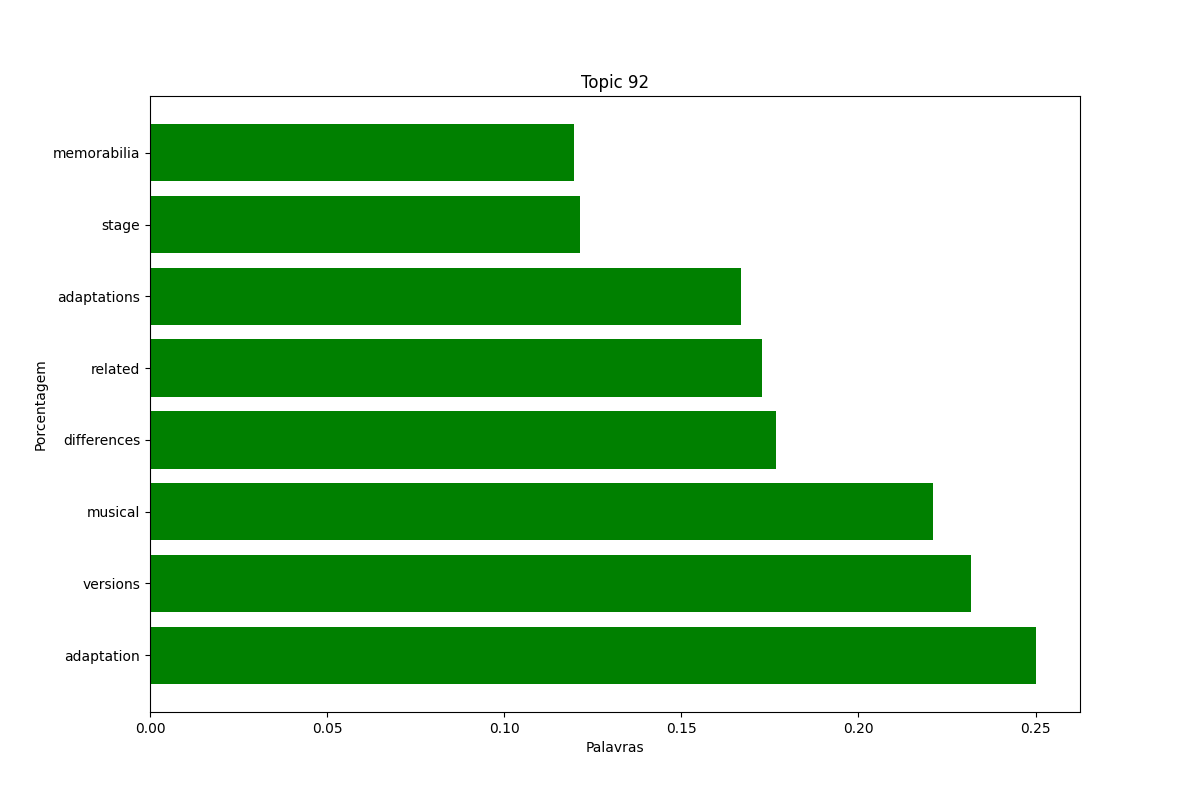 Topic 92
memorabilia
stage
adaptations
related
differences
musical
versions
adaptation
Porcentagem
0.00 0.05 0.10 0.15 0.20 0.25
Palavras